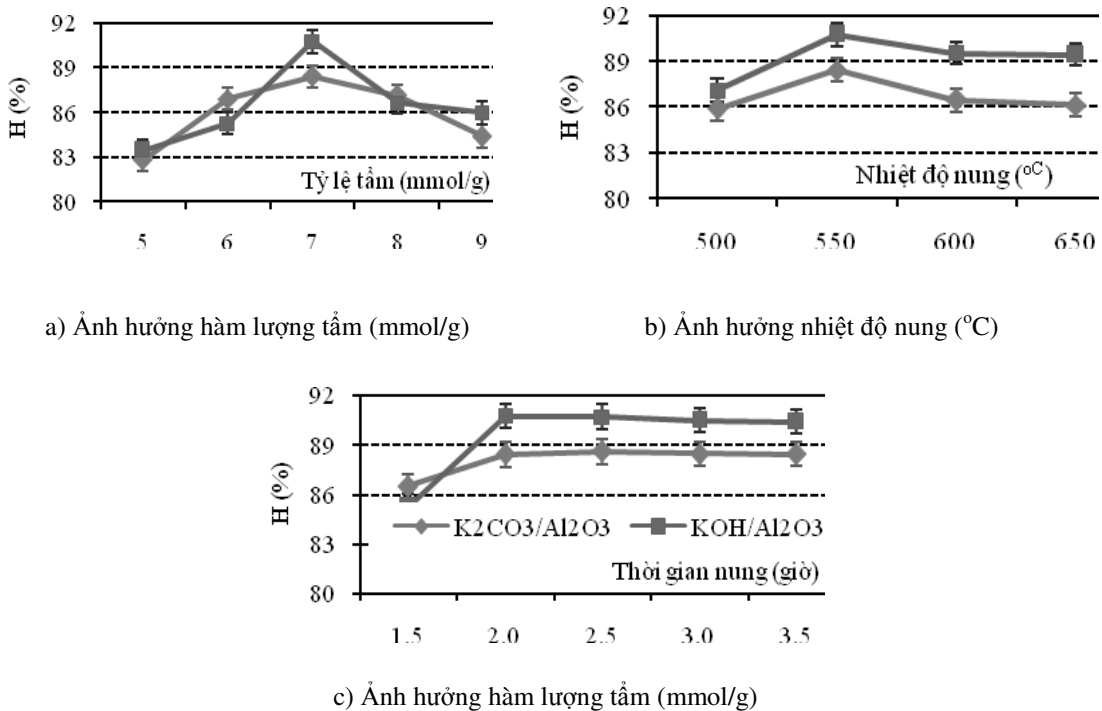 92
89
86
83
80
H (%)
Tỷ lệ tẩm (mmol/g)
5 6 7 8 9
92
89
86
83
80
H (%)
Nhiệt độ nung (oC)
500 550 600 650
a) Ảnh hưởng hàm lượng tẩm (mmol/g)
b) Ảnh hưởng nhiệt độ nung (oC)
92
89
86
83
80
H (%)
K2CO3/Al2O3 KOH/Al2O3
Thời gian nung (giờ)
1.5 2.0 2.5 3.0 3.5
c) Ảnh hưởng hàm lượng tẩm (mmol/g)